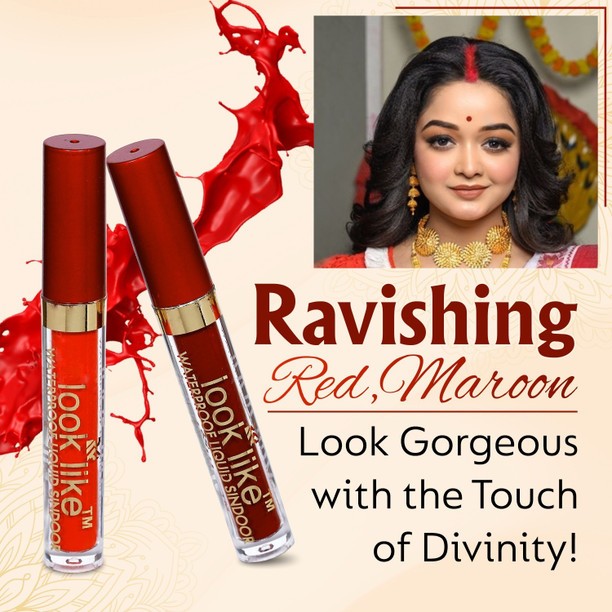 Ravishing
Red, Maroon
Look Gorgeous
with the Touch
of Divinity!
look like™
WATERPROOF LIQUID SINDOOR
look like™
WATERPROOF LIQUID SINDOOR